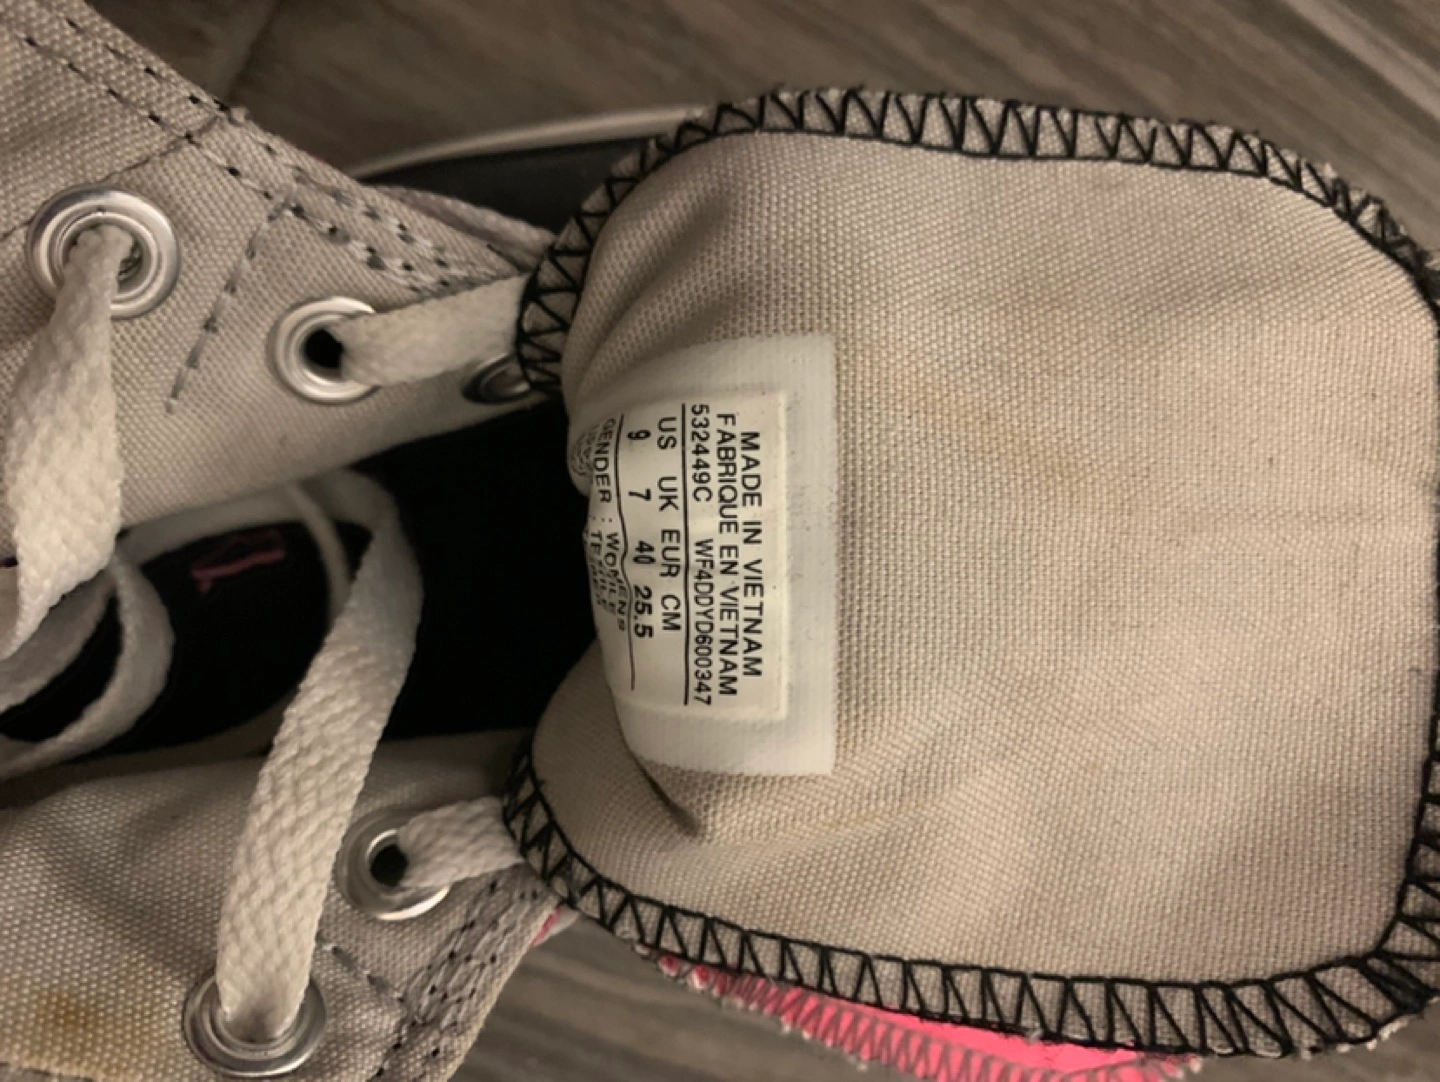 MADE IN VIETNAM
FABRIQUE EN VIETNAM
532449C WF4DDYD600347
US UK EUR CM
9 7 40 25.5
GENDER : WOMENS